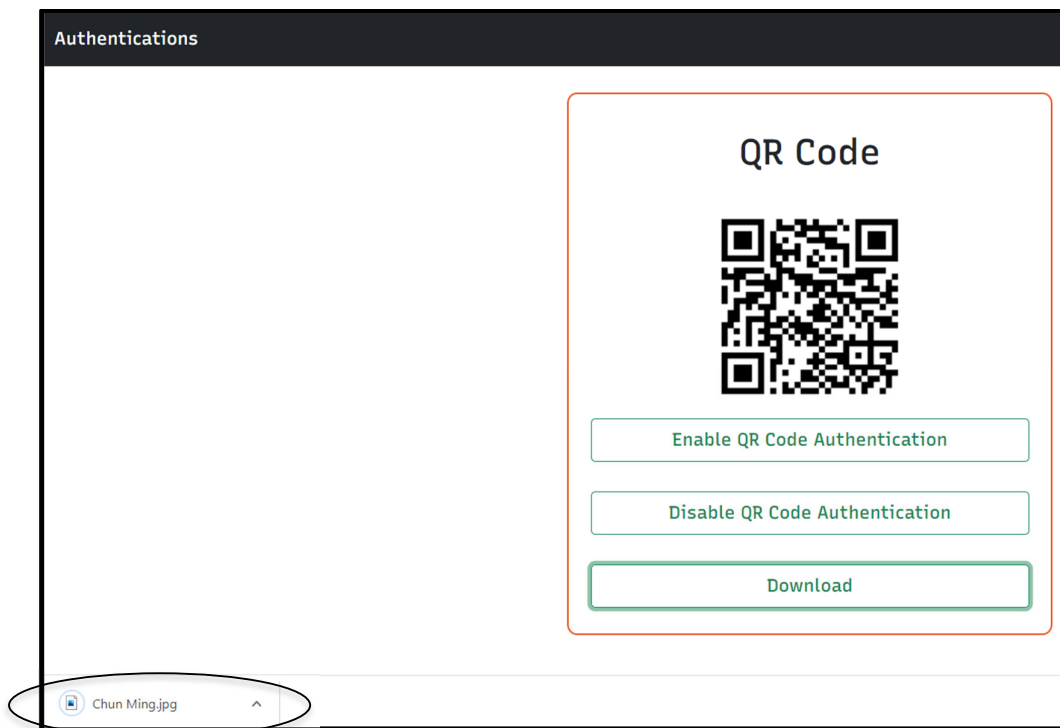 Authentications
QR Code
Enable QR Code Authentication
Disable QR Code Authentication
Download
Chun Ming.jpg